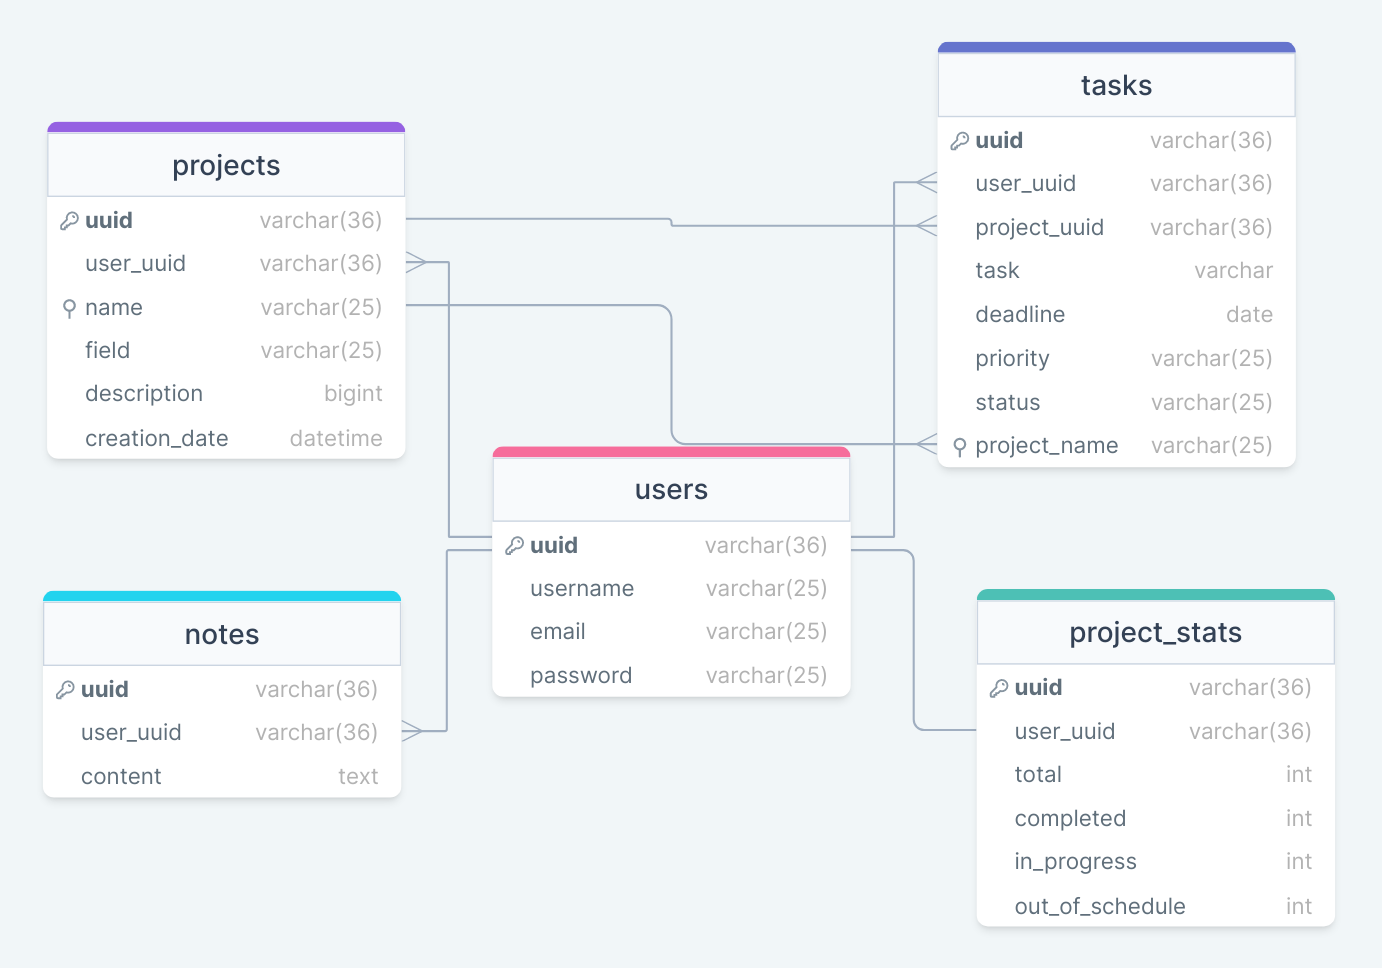 projects
uuid varchar(36)
user_uuid varchar(36)
name varchar(25)
field varchar(25)
description bigint
creation_date datetime
tasks
uuid varchar(36)
user_uuid varchar(36)
project_uuid varchar(36)
task varchar
deadline date
priority varchar(25)
status varchar(25)
project_name varchar(25)
users
uuid varchar(36)
username varchar(25)
email varchar(25)
password varchar(25)
notes
uuid varchar(36)
user_uuid varchar(36)
content text
project_stats
uuid varchar(36)
user_uuid varchar(36)
total int
completed int
in_progress int
out_of_schedule int